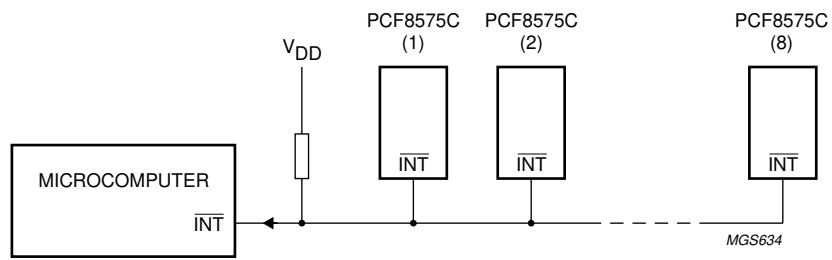 PCF8575C
(1)
PCF8575C
(2)
PCF8575C
(8)
VDD
INT
INT
INT
MICROCOMPUTER
INT
MGS634